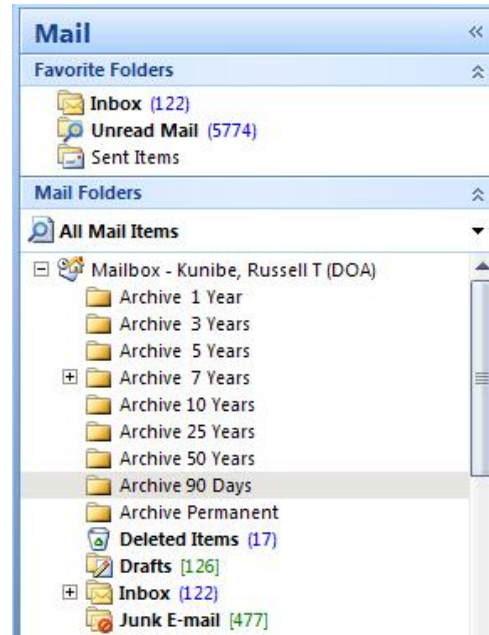 Mail
Favorite Folders
Inbox (122)
Unread Mail (5774)
Sent Items
Mail Folders
All Mail Items
Mailbox - Kunibe, Russell T (DOA)
Archive 1 Year
Archive 3 Years
Archive 5 Years
Archive 7 Years
Archive 10 Years
Archive 25 Years
Archive 50 Years
Archive 90 Days
Archive Permanent
Deleted Items (17)
Drafts [126]
Inbox (122)
Junk E-mail [477]